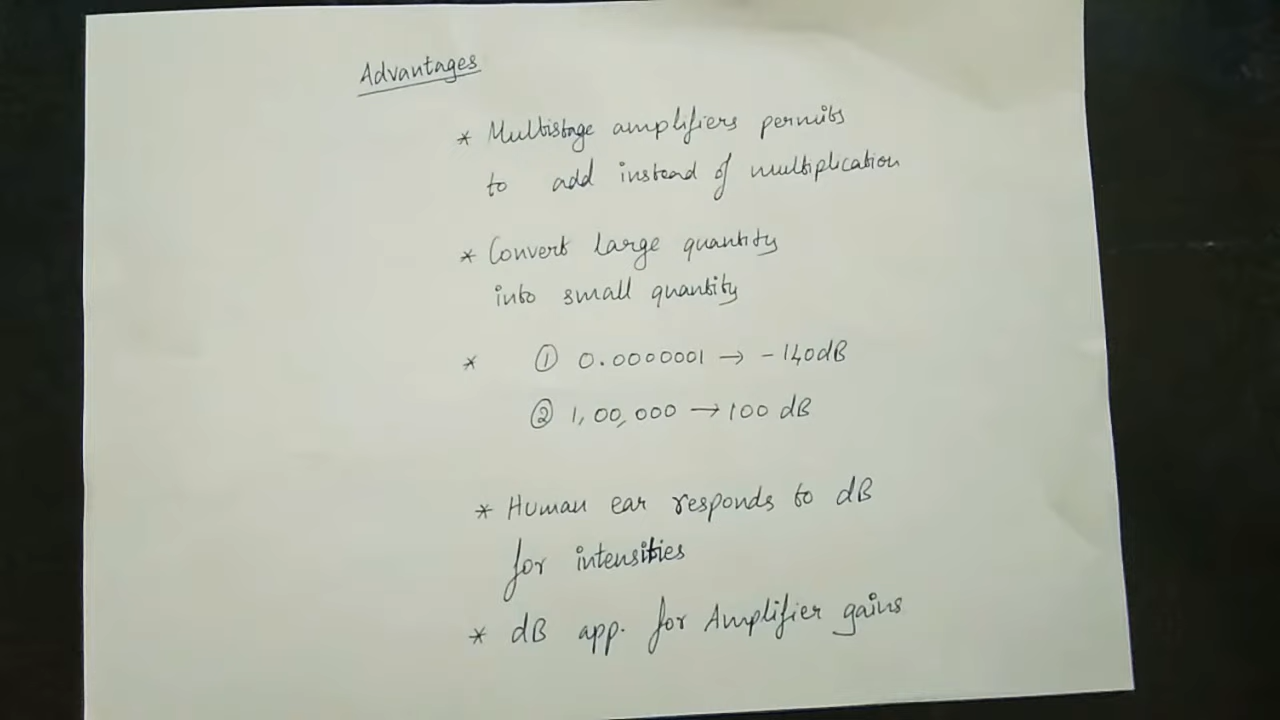 Advantages
* Multistage amplifiers permits
to add instead of multiplication
* Convert large quantity
into small quantity
* ① 0.0000001 → - 140dB
② 1,00,000 → 100 dB
* Human ear responds to dB
for intensities
* dB app. for Amplifier gains